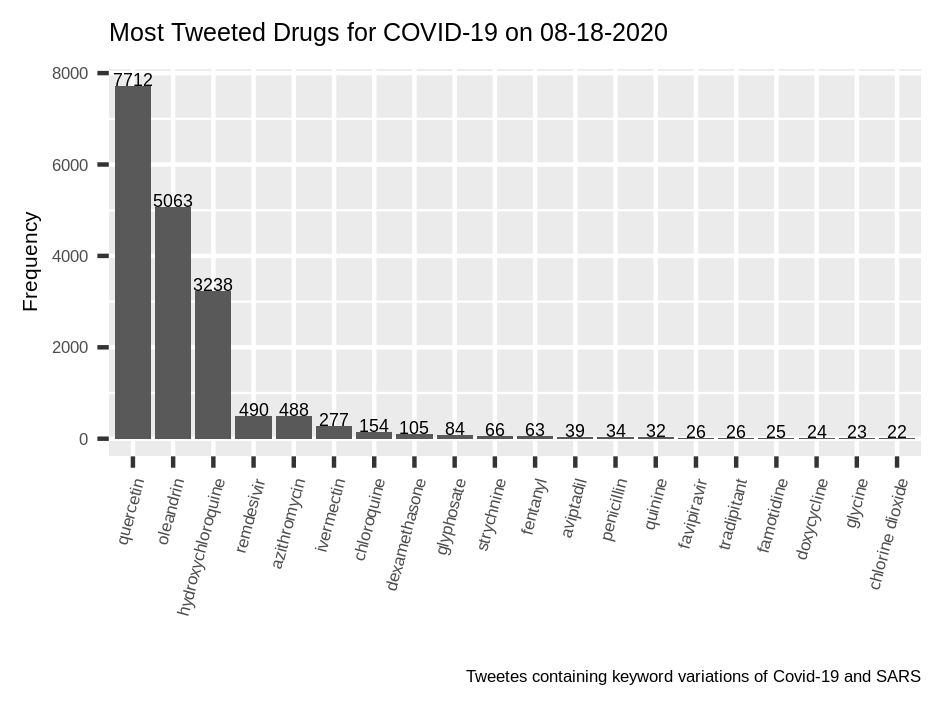 Most Tweeted Drugs for COVID-19 on 08-18-2020
Frequency
8000
6000
4000
2000
0
7712
5063
3238
490
488
277
154
105
84
66
63
39
34
32
26
26
25
24
23
22
quercetin
oleandrin
hydroxychloroquine
remdesivir
azithromycin
ivermectin
chloroquine
dexamethasone
glyphosate
strychnine
fentanyl
aviptadil
penicillin
quinine
favipiravir
tradipitant
famotidine
doxycycline
glycine
chlorine dioxide
Tweetes containing keyword variations of Covid-19 and SARS